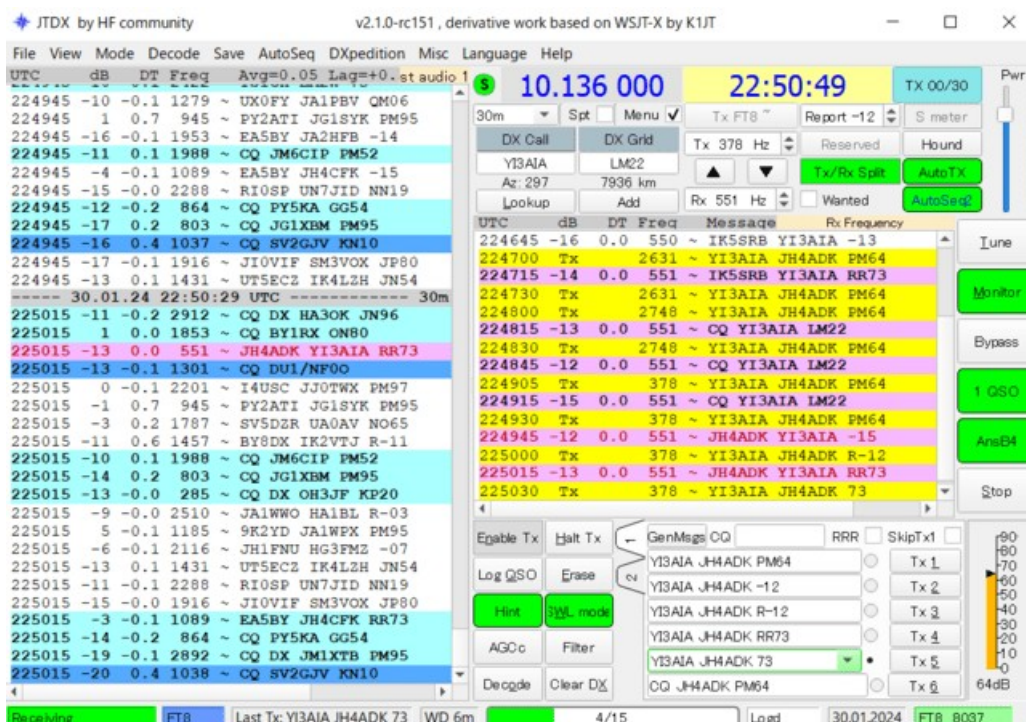 JTDX by HF community v2.1.0-rc151 , derivative work based on WSJT-X by K1JT
File View Mode Decode Save AutoSeq DXpedition Misc Language Help
UTC dB DT Freq Avg=0.05 Lag=+0. st audio 1
224945 -10 -0.1 1279 ~ UX0FY JA1PBV QM06
224945 1 0.7 945 ~ PY2ATI JG1SYK PM95
224945 -16 -0.1 1953 ~ EA5BY JA2HFB -14
224945 -11 0.1 1988 ~ CQ JM6CIP PM52
224945 -4 -0.1 1089 ~ EA5BY JH4CFK -15
224945 -15 -0.0 2288 ~ RI0SP UN7JID NN19
224945 -12 -0.2 864 ~ CQ PY5KA GG54
224945 -17 0.2 803 ~ CQ JG1XBM PM95
224945 -16 0.4 1037 ~ CQ SV2GJV KN10
224945 -17 -0.1 1916 ~ JI0VIF SM3VOX JP80
224945 -13 0.1 1431 ~ UT5ECZ IK4LZH JN54
----- 30.01.24 22:50:29 UTC ------------ 30m
225015 -11 -0.2 2912 ~ CQ DX HA3OK JN96
225015 1 0.0 1853 ~ CQ BY1RX ON80
225015 -13 0.0 551 ~ JH4ADK YI3AIA RR73
225015 -13 -0.1 1301 ~ CQ DU1/NF0O
225015 0 -0.1 2201 ~ I4USC JJ0TWX PM97
225015 -1 0.7 945 ~ PY2ATI JG1SYK PM95
225015 -3 0.2 1787 ~ SV5DZR UA0AV NO65
225015 -11 0.6 1457 ~ BY8DX IK2VTJ R-11
225015 -10 0.1 1988 ~ CQ JM6CIP PM52
225015 -14 0.2 803 ~ CQ JG1XBM PM95
225015 -13 -0.0 285 ~ CQ DX OH3JF KP20
225015 -9 -0.0 2510 ~ JA1WWO HA1BL R-03
225015 5 -0.1 1185 ~ 9K2YD JA1WPX PM95
225015 -6 -0.1 2116 ~ JH1FNU HG3FMZ -07
225015 -13 0.1 1431 ~ UT5ECZ IK4LZH JN54
225015 -11 -0.1 2288 ~ RI0SP UN7JID NN19
225015 -15 -0.0 1916 ~ JI0VIF SM3VOX JP80
225015 -3 -0.1 1089 ~ EA5BY JH4CFK RR73
225015 -14 -0.2 864 ~ CQ PY5KA GG54
225015 -19 -0.1 2892 ~ CQ DX JM1XTB PM95
225015 -20 0.4 1038 ~ CQ SV2GJV KN10
S 10.136 000 22:50:49 TX 00/30 Pwr
30m Spt Menu Tx FT8 ~ Report -12 S meter
DX Call DX Grid Tx 378 Hz Reserved Hound
YI3AIA LM22 Tx/Rx Split AutoTX
Az: 297 7936 km
Lookup Add Rx 551 Hz Wanted AutoSeq2
UTC dB DT Freq Message Rx Frequency
224645 -16 0.0 550 ~ IK5SRB YI3AIA -13
224700 Tx 2631 ~ YI3AIA JH4ADK PM64
224715 -14 0.0 551 ~ IK5SRB YI3AIA RR73
224730 Tx 2631 ~ YI3AIA JH4ADK PM64
224800 Tx 2748 ~ YI3AIA JH4ADK PM64
224815 -13 0.0 551 ~ CQ YI3AIA LM22
224830 Tx 2748 ~ YI3AIA JH4ADK PM64
224845 -12 0.0 551 ~ CQ YI3AIA LM22
224905 Tx 378 ~ YI3AIA JH4ADK PM64
224915 -15 0.0 551 ~ CQ YI3AIA LM22
224930 Tx 378 ~ YI3AIA JH4ADK PM64
224945 -12 0.0 551 ~ JH4ADK YI3AIA -15
225000 Tx 378 ~ YI3AIA JH4ADK R-12
225015 -13 0.0 551 ~ JH4ADK YI3AIA RR73
225030 Tx 378 ~ YI3AIA JH4ADK 73
Tune
Monitor
Bypass
1 QSO
AnsB4
Stop
Enable Tx Halt Tx 1 GenMsgs CQ RRR SkipTx1
YI3AIA JH4ADK PM64 Tx 1
Log QSO Erase 2 YI3AIA JH4ADK -12 Tx 2
Hint SWL mode YI3AIA JH4ADK R-12 Tx 3
AGCc Filter YI3AIA JH4ADK RR73 Tx 4
YI3AIA JH4ADK 73 Tx 5
Decode Clear DX CQ JH4ADK PM64 Tx 6
90
80
70
60
50
40
30
20
10
0
64dB
Receiving FT8 Last Tx: YI3AIA JH4ADK 73 WD 6m 4/15 Logd 30.01.2024 FT8_8037